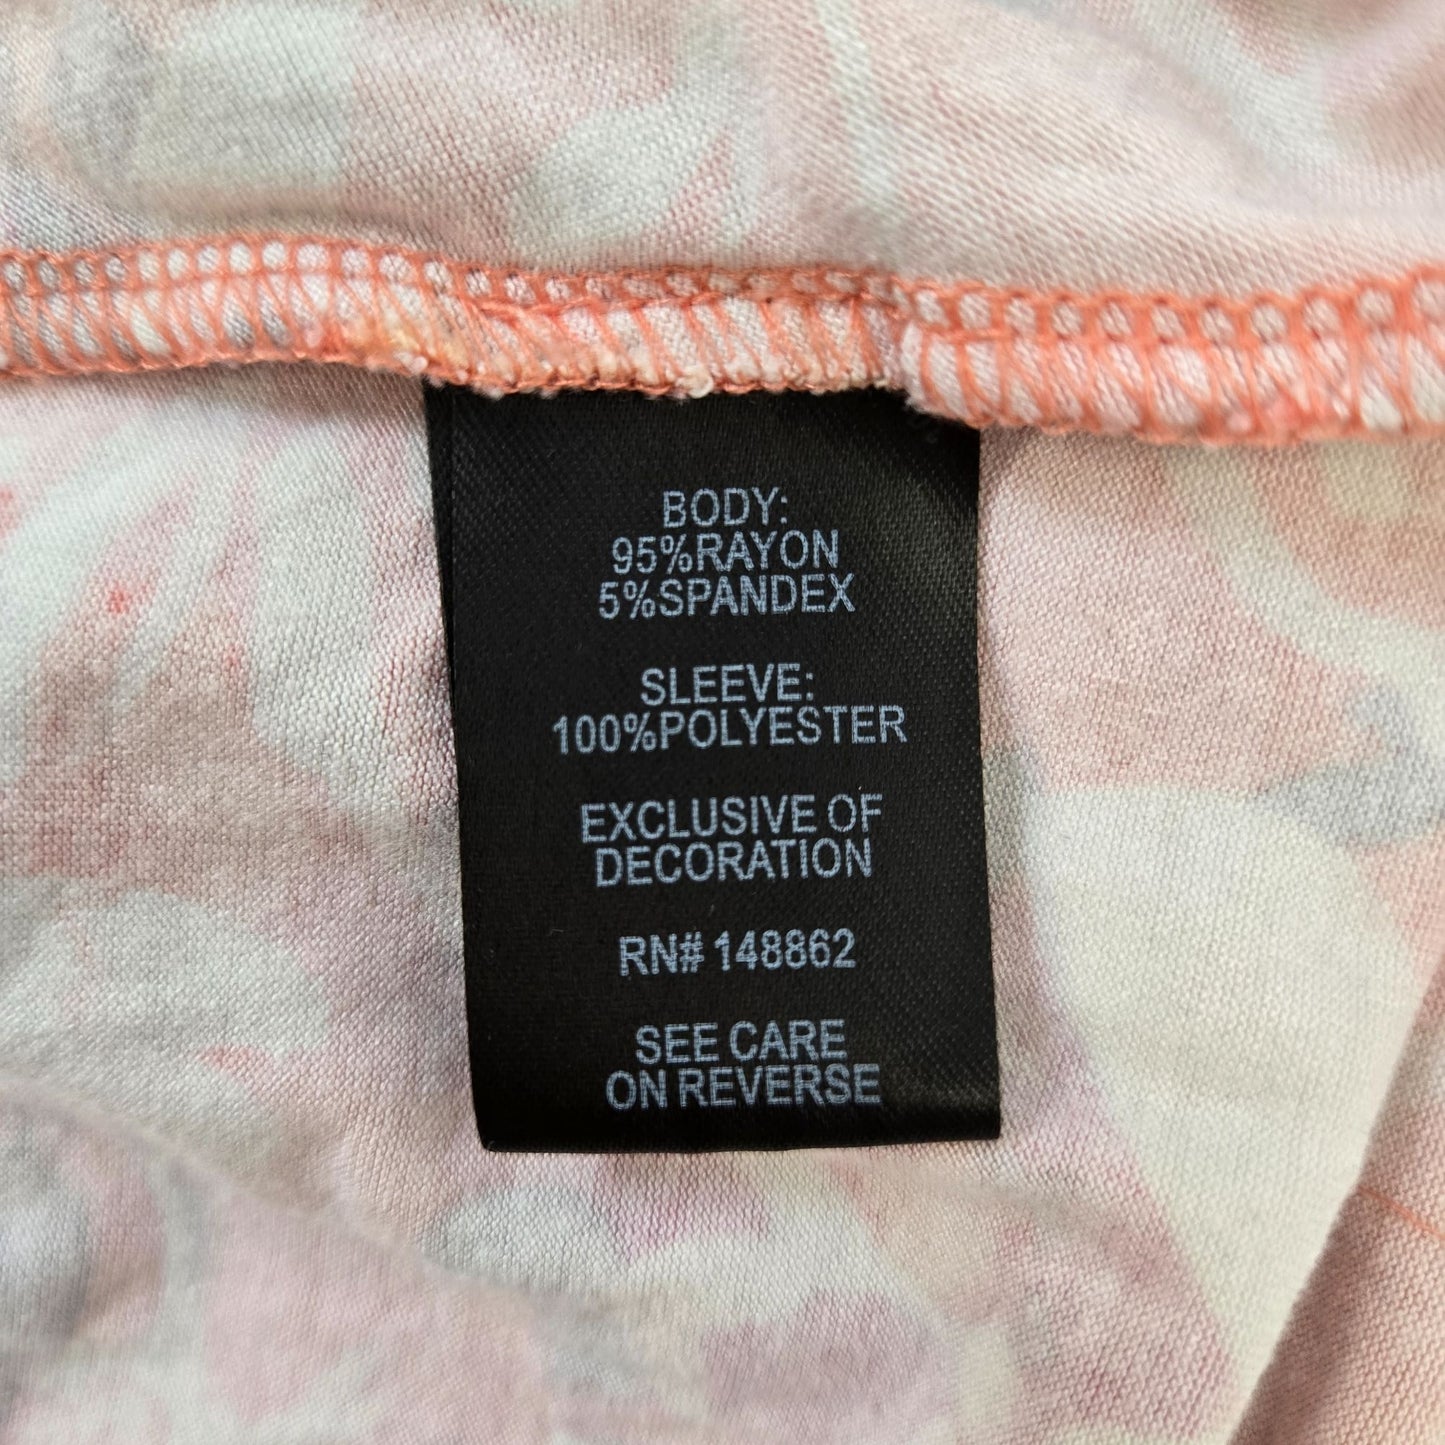 BODY:
95%RAYON
5%SPANDEX
SLEEVE:
100%POLYESTER
EXCLUSIVE OF
DECORATION
RN# 148862
SEE CARE
ON REVERSE